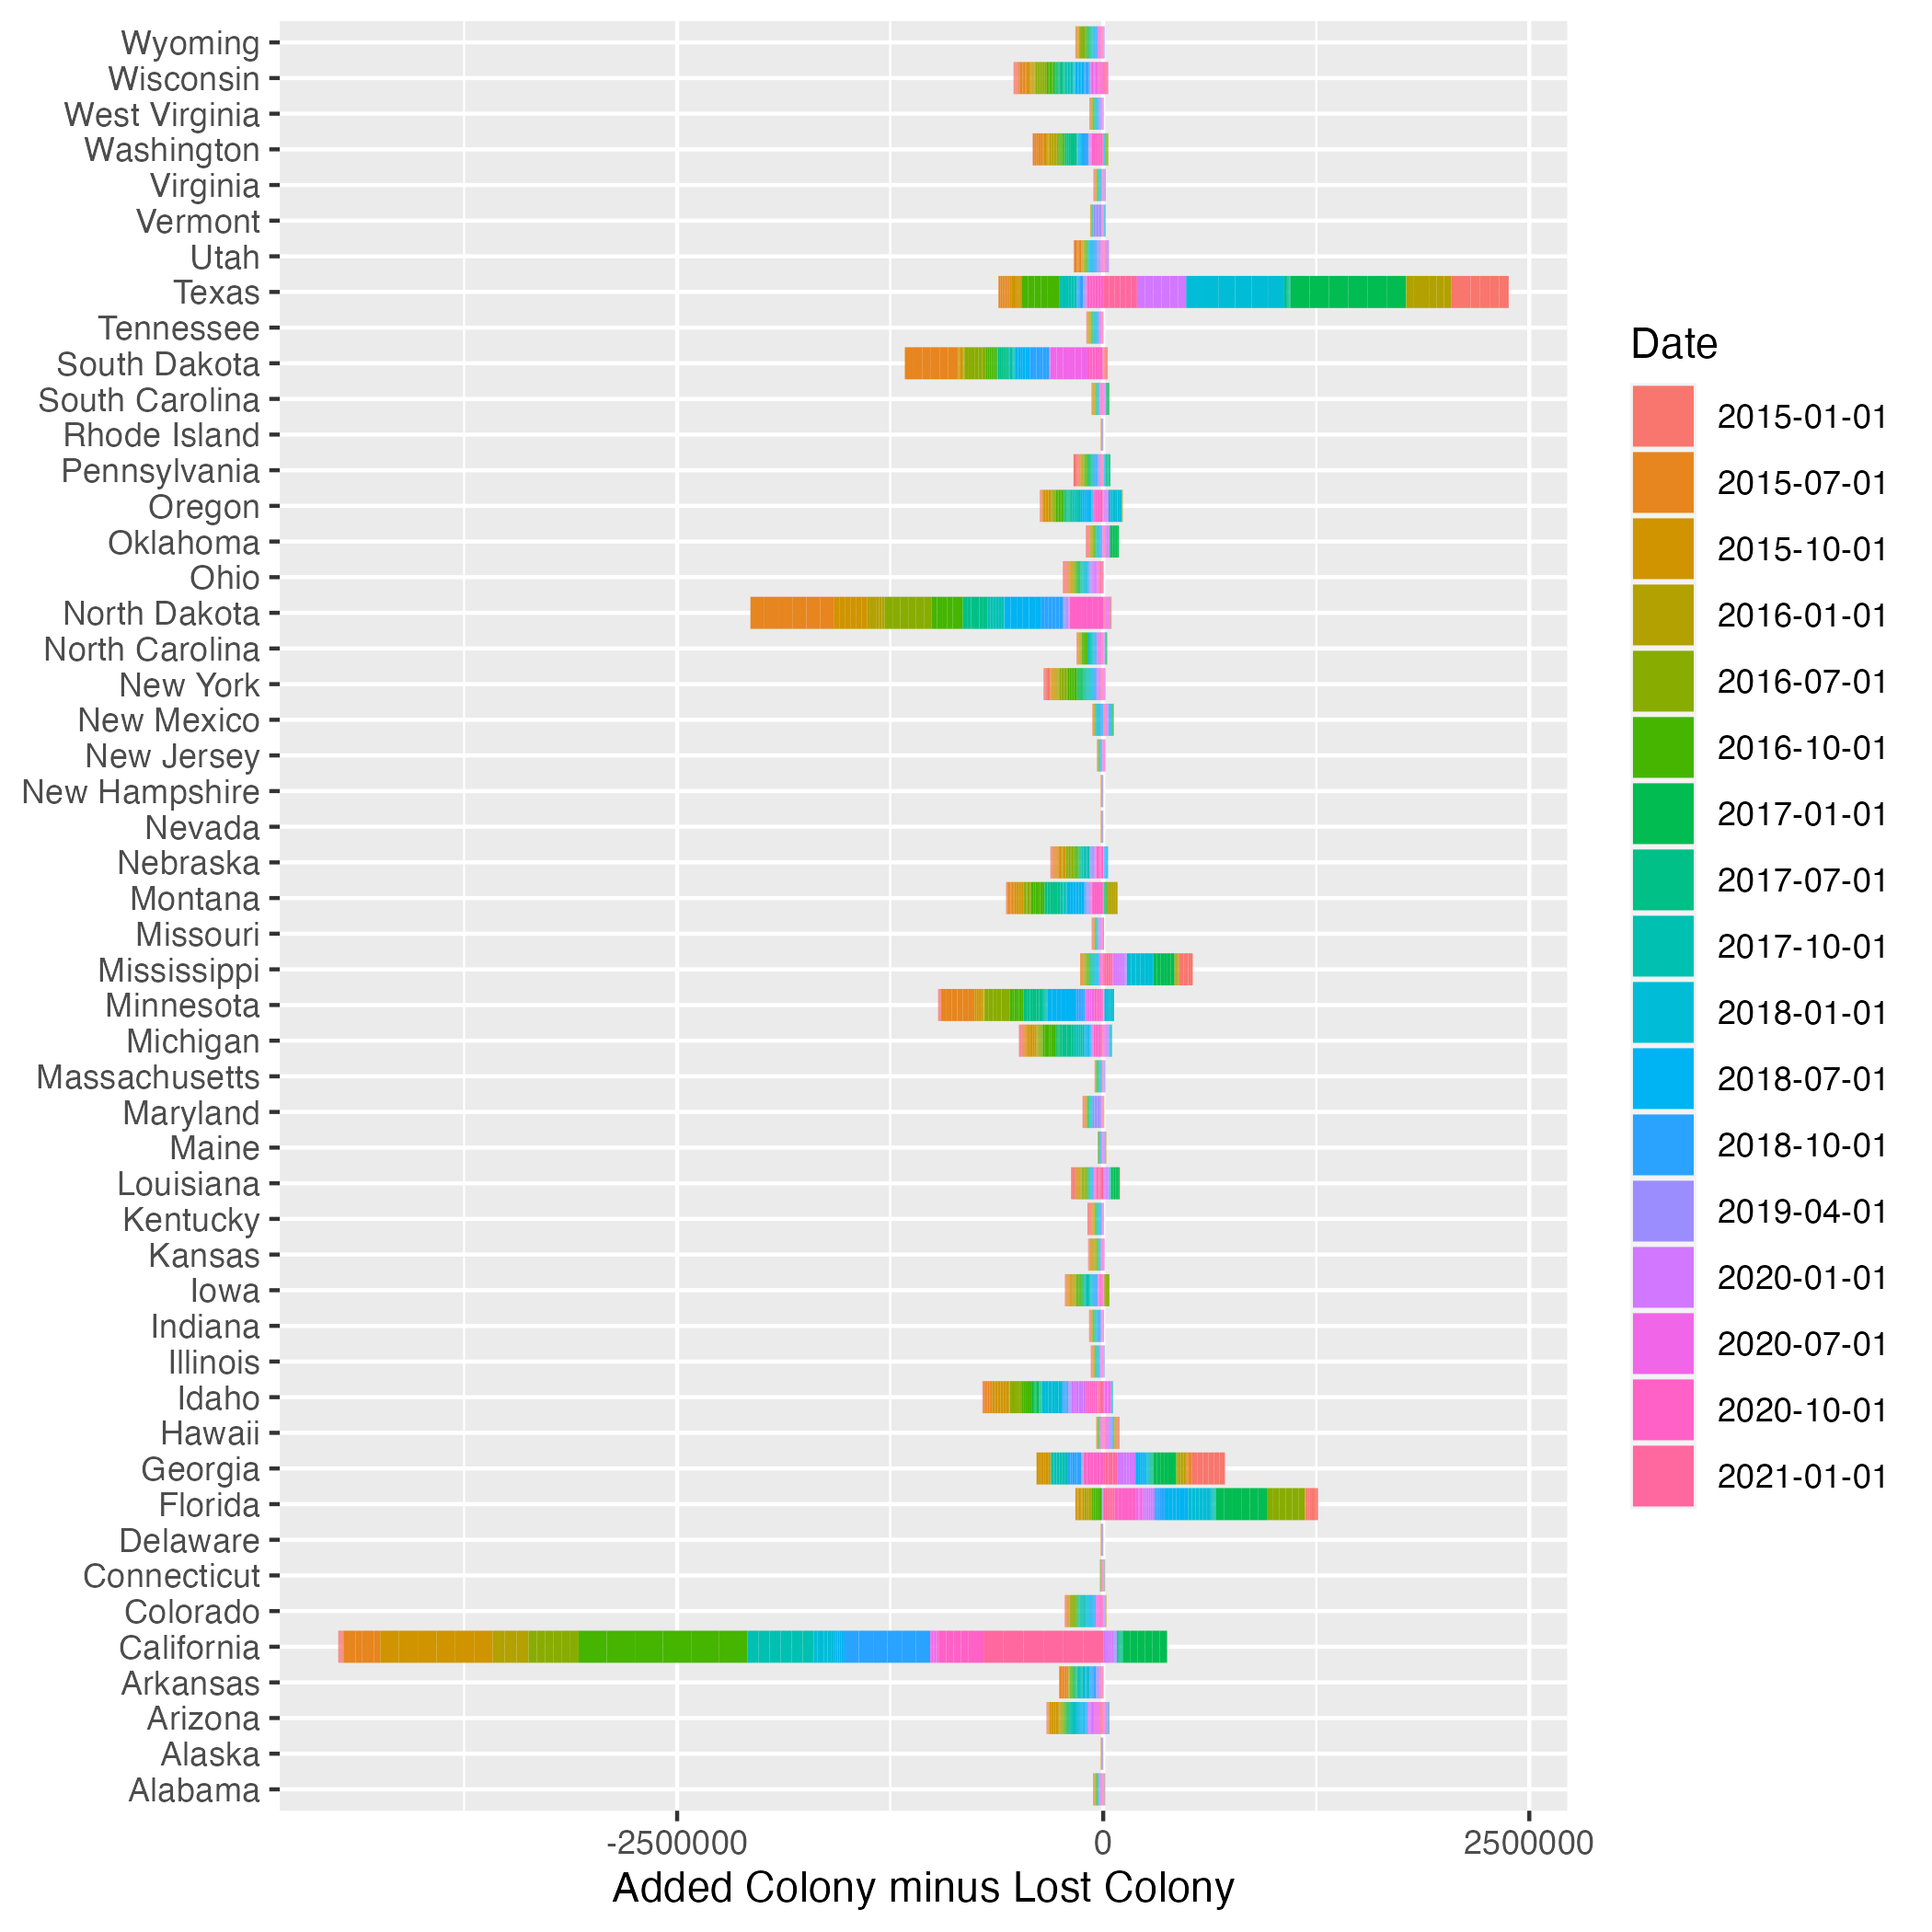 Wyoming
Wisconsin
West Virginia
Washington
Virginia
Vermont
Utah
Texas
Tennessee
South Dakota
South Carolina
Rhode Island
Pennsylvania
Oregon
Oklahoma
Ohio
North Dakota
North Carolina
New York
New Mexico
New Jersey
New Hampshire
Nevada
Nebraska
Montana
Missouri
Mississippi
Minnesota
Michigan
Massachusetts
Maryland
Maine
Louisiana
Kentucky
Kansas
Iowa
Indiana
Illinois
Idaho
Hawaii
Georgia
Florida
Delaware
Connecticut
Colorado
California
Arkansas
Arizona
Alaska
Alabama
-2500000 0 2500000
Added Colony minus Lost Colony
Date
2015-01-01
2015-07-01
2015-10-01
2016-01-01
2016-07-01
2016-10-01
2017-01-01
2017-07-01
2017-10-01
2018-01-01
2018-07-01
2018-10-01
2019-04-01
2020-01-01
2020-07-01
2020-10-01
2021-01-01